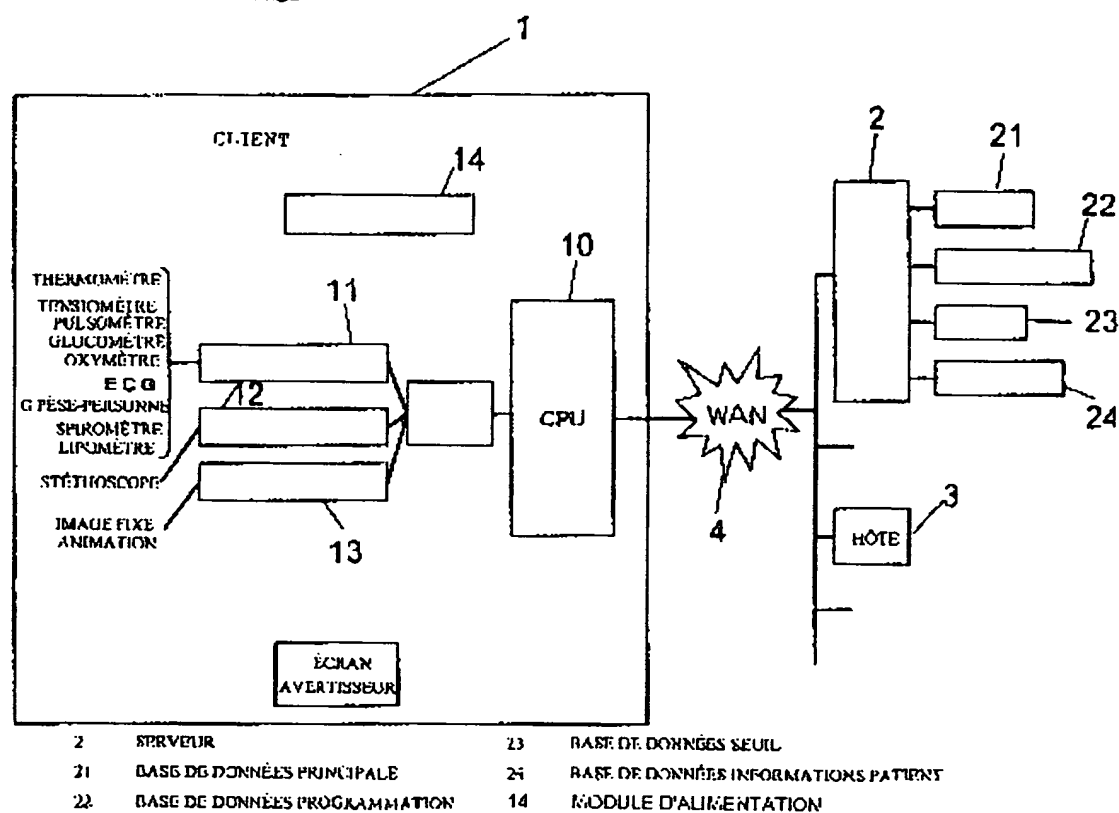 1
CLIENT
14
2
21
22
23
24
10
11
THERMOMÈTRE
TENSIOMÈTRE
PULSOMÈTRE
GLUCOMÈTRE
OXYMÈTRE
ECG
G PÈSE-PERSONNE
SPIROMÈTRE
LIPOMÈTRE
12
STÉTHOSCOPE
IMAGE FIXE
ANIMATION
13
CPU
WAN
4
3
HÔTE
ÉCRAN
AVERTISSEUR
2 SERVEUR
21 BASE DE DONNÉES PRINCIPALE
22 BASE DE DONNÉES PROGRAMMATION
23 BASE DE DONNÉES SEUIL
24 BASE DE DONNÉES INFORMATIONS PATIENT
14 MODULE D'ALIMENTATION